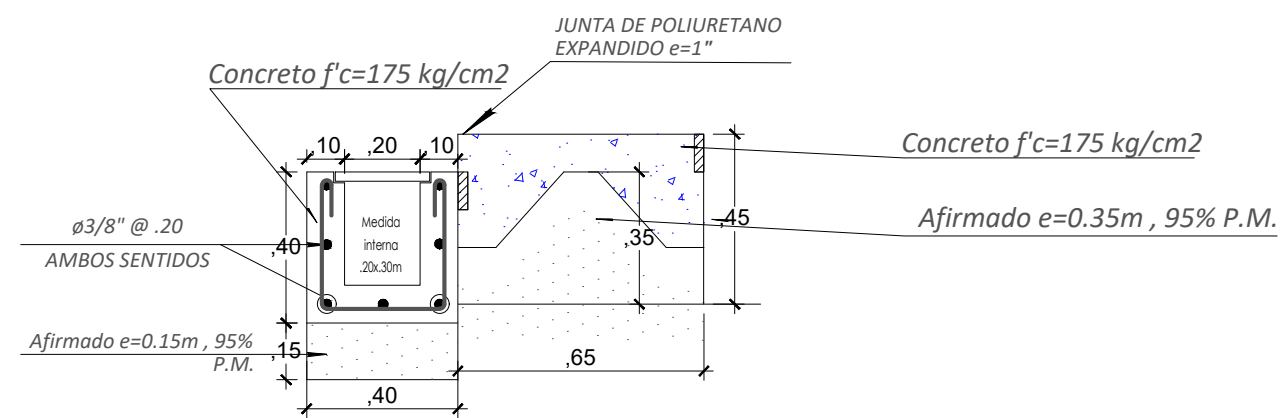 JUNTA DE POLIURETANO
EXPANDIDO e=1"
Concreto f'c=175 kg/cm2
,10
,20
,10
Concreto f'c=175 kg/cm2
Afirmado e=0.35m , 95% P.M.
,45
,35
Medida
interna
.20x.30m
ø3/8" @ .20
AMBOS SENTIDOS
,40
Afirmado e=0.15m , 95%
P.M.
,15
,65
,40